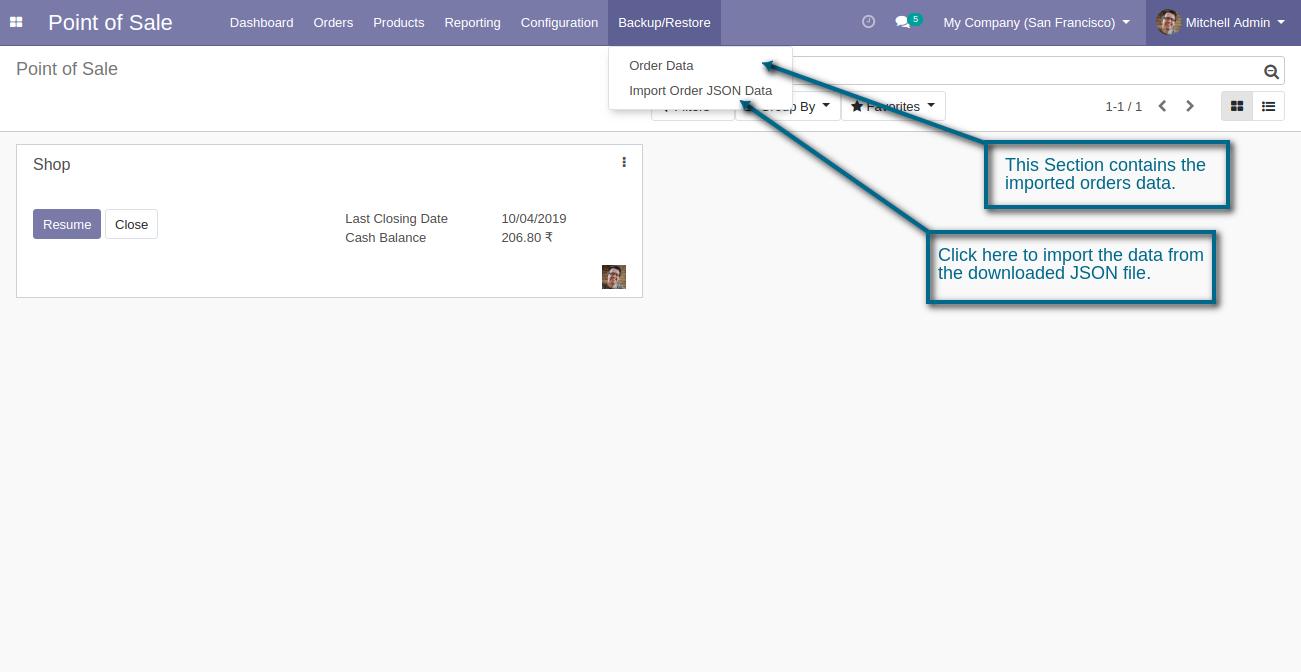 Point of Sale Dashboard Orders Products Reporting Configuration Backup/Restore 5 My Company (San Francisco) Mitchell Admin
Point of Sale
Order Data
Import Order JSON Data
By Favorites 1-1 / 1
This Section contains the
imported orders data.
Shop
Resume Close
Last Closing Date 10/04/2019
Cash Balance 206.80 ₹
Click here to import the data from
the downloaded JSON file.